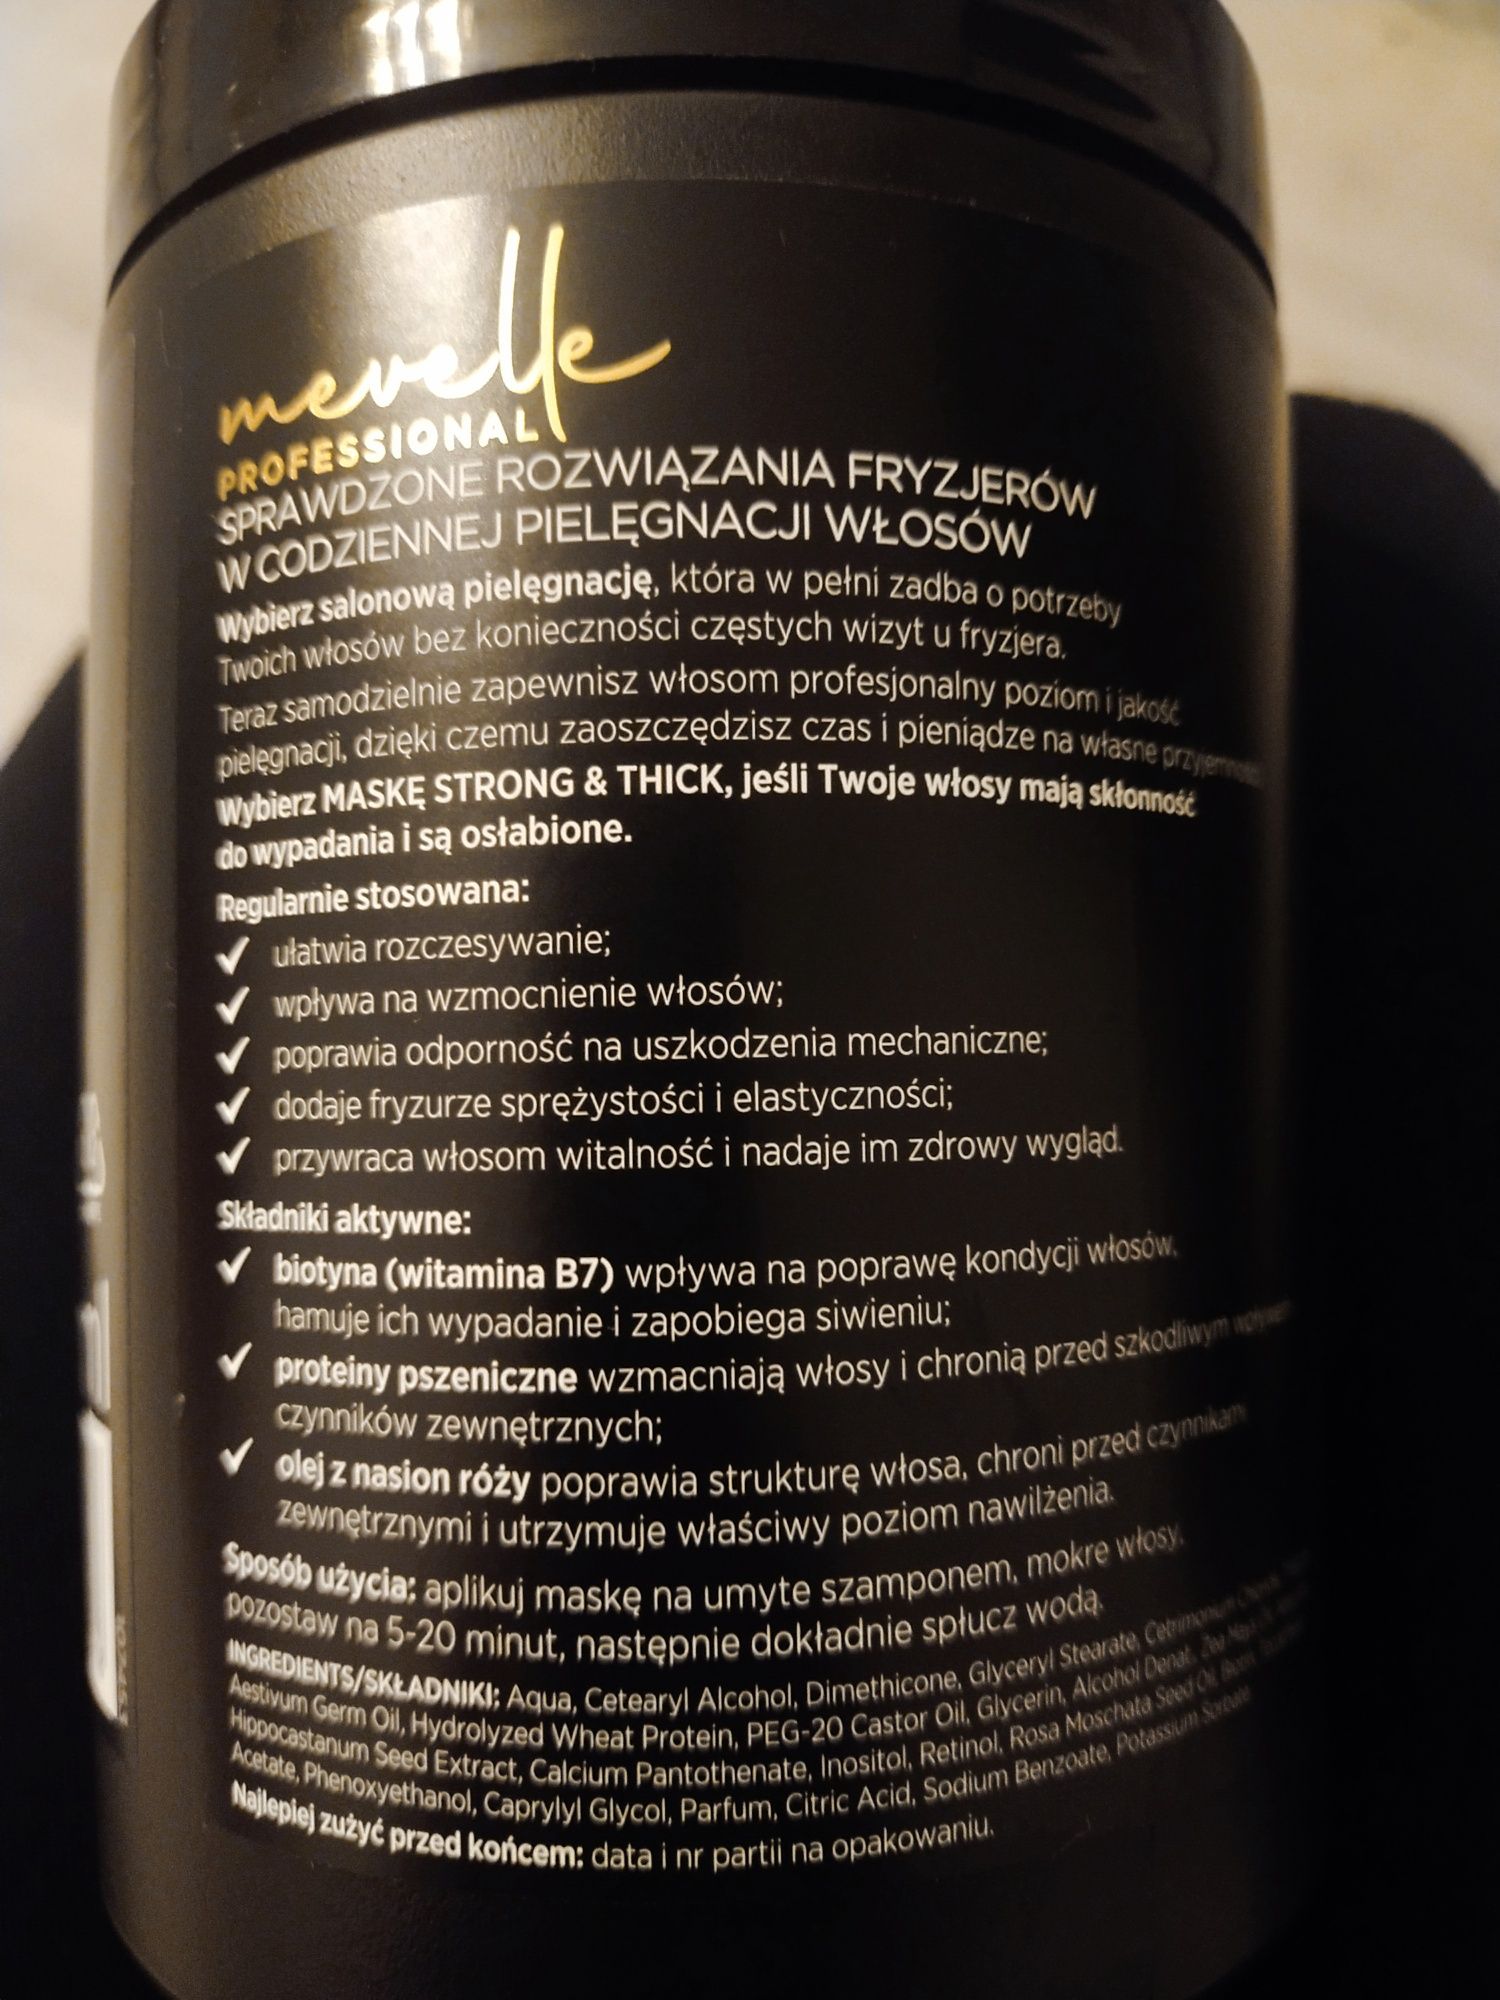 mevelle
PROFESSIONAL
SPRAWDZONE ROZWIĄZANIA FRYZJERÓW
W CODZIENNEJ PIELĘGNACJI WŁOSÓW
Wybierz salonową pielęgnację, która w pełni zadba o potrzeby
Twoich włosów bez konieczności częstych wizyt u fryzjera.
Teraz samodzielnie zapewnisz włosom profesjonalny poziom i jakość
pielęgnacji, dzięki czemu zaoszczędzisz czas i pieniądze na własne
Wybierz MASKĘ STRONG & THICK, jeśli Twoje włosy mają skłonność
do wypadania i są osłabione.
Regularnie stosowana:
✓ ułatwia rozczesywanie;
✓ wpływa na wzmocnienie włosów;
✓ poprawia odporność na uszkodzenia mechaniczne;
✓ dodaje fryzurze sprężystości i elastyczności;
✓ przywraca włosom witalność i nadaje im zdrowy wygląd.
Składniki aktywne:
✓ biotyna (witamina B7) wpływa na poprawę kondycji włosów,
hamuje ich wypadanie i zapobiega siwieniu;
✓ proteiny pszeniczne wzmacniają włosy i chronią przed szkodliwym
czynników zewnętrznych;
✓ olej z nasion róży poprawia strukturę włosa, chroni przed czynnikami
zewnętrznymi i utrzymuje właściwy poziom nawilżenia.
Sposób użycia: aplikuj maskę na umyte szamponem, mokre włosy,
pozostaw na 5-20 minut, następnie dokładnie spłucz wodą.
INGREDIENTS/SKŁADNIKI: Aqua, Cetearyl Alcohol, Dimethicone, Glyceryl Stearate, Cetrimonium
Aestivum Germ Oil, Hydrolyzed Wheat Protein, PEG-20 Castor Oil, Glycerin, Alcohol Denat., Zea Mays
Hippocastanum Seed Extract, Calcium Pantothenate, Inositol, Retinol, Rosa Moschata Seed Oil,
Acetate, Phenoxyethanol, Caprylyl Glycol, Parfum, Citric Acid, Sodium Benzoate, Potassium Sorbate
Najlepiej zużyć przed końcem: data i nr partii na opakowaniu.